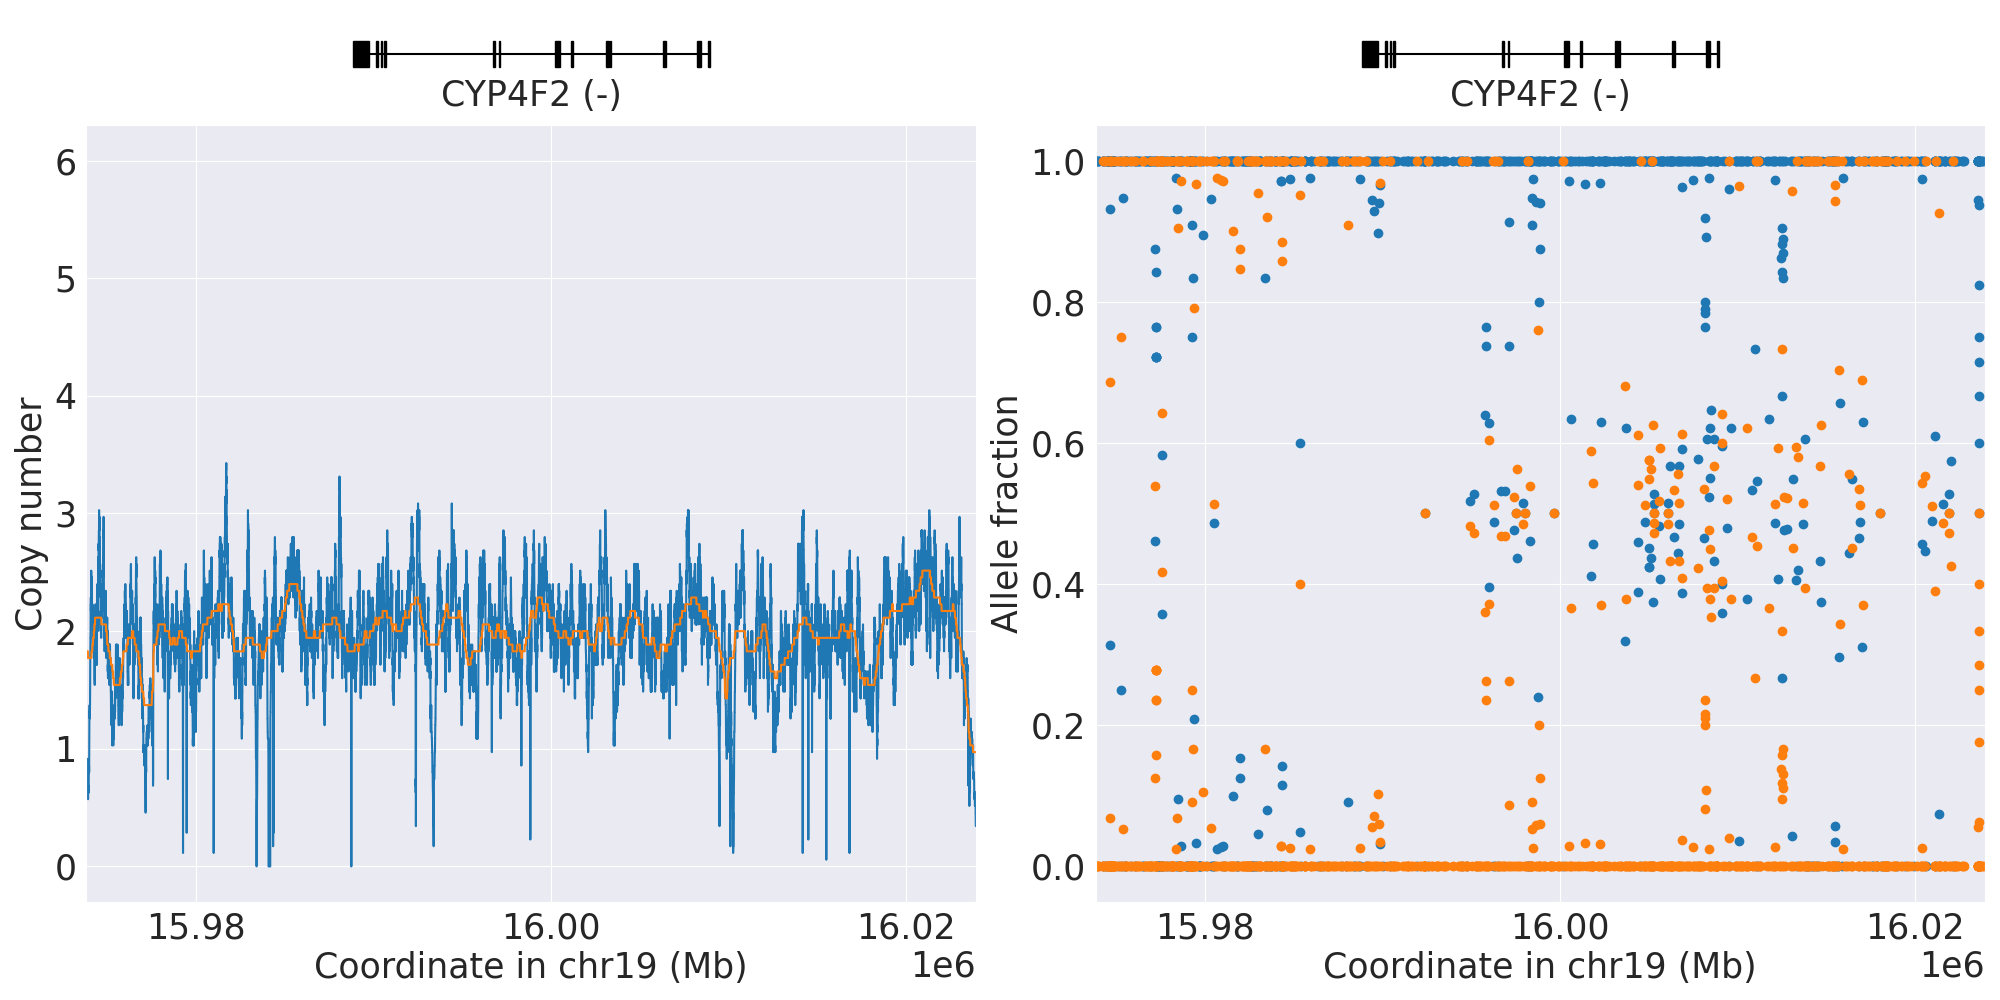 CYP4F2 (-)
6
5
4
3
2
1
0
Copy number
15.98
16.00
16.02
Coordinate in chr19 (Mb)
1e6
CYP4F2 (-)
1.0
0.8
0.6
0.4
0.2
0.0
Allele fraction
15.98
16.00
16.02
Coordinate in chr19 (Mb)
1e6